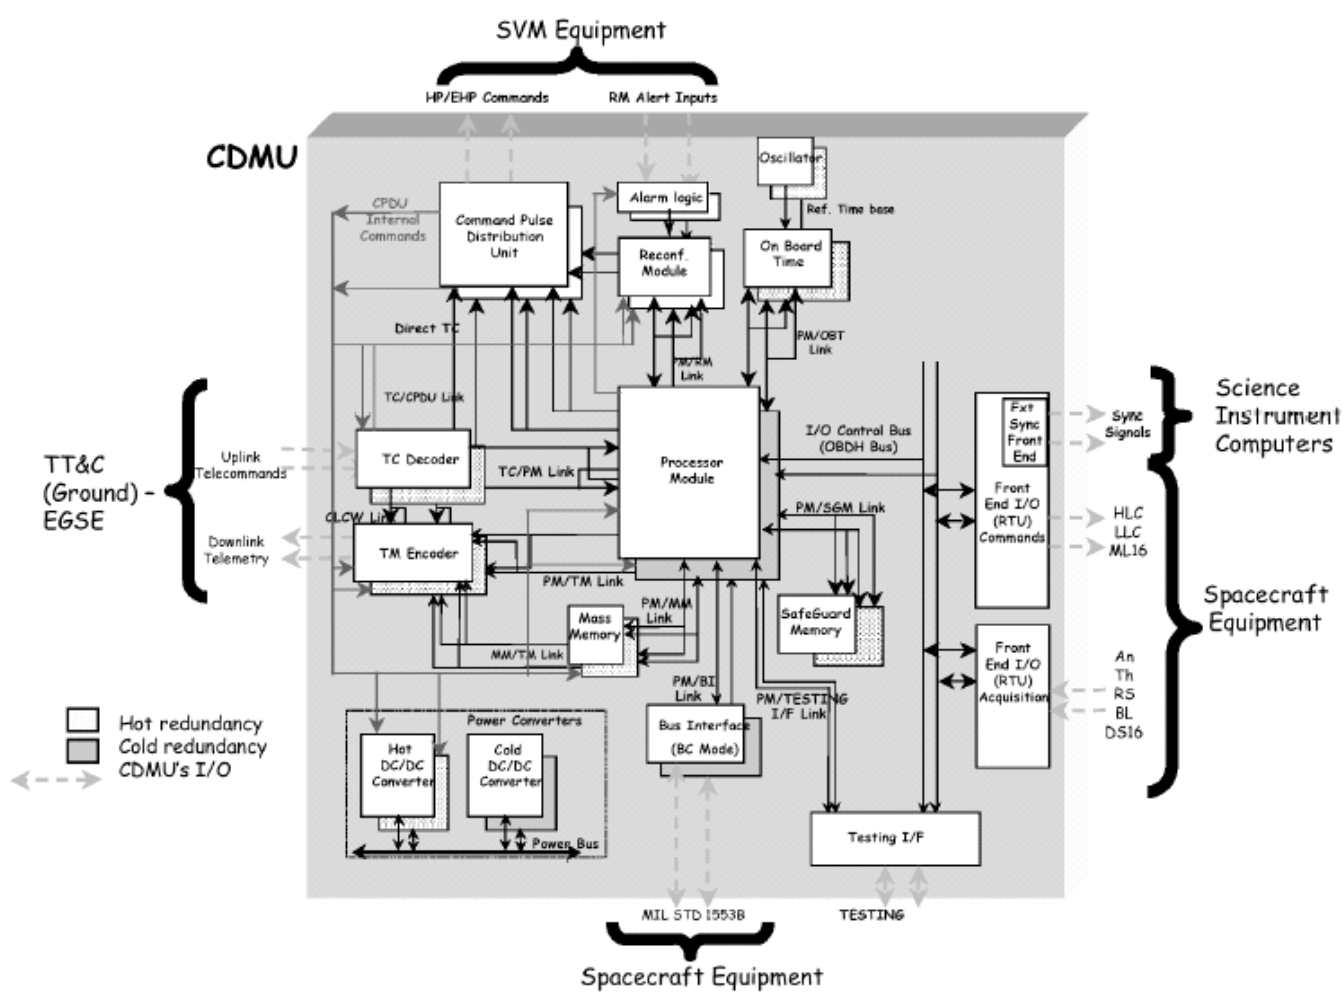 SVM Equipment
HP/EHP Commands
RM Alert Inputs
CDMU
Oscillator
Ref. Time base
CPDU
Internal
Commands
Command Pulse
Distribution
Unit
Alarm logic
Reconf.
Module
On Board
Time
Direct TC
PM/RM
Link
PM/OBT
Link
TC/CPDU Link
TT&C
(Ground) –
EGSE
Uplink
Telecommands
TC Decoder
TC/PM Link
Processor
Module
I/O Control Bus
(OBDH Bus)
Ext
Sync
Front
End
Sync
Signals
Science
Instrument
Computers
Front
End I/O
(RTU)
Commands
HLC
LLC
ML16
CLCW Link
Downlink
Telemetry
TM Encoder
PM/TM Link
PM/SGM Link
Mass
Memory
PM/MM
Link
MM/TM Link
SafeGuard
Memory
Spacecraft
Equipment
Front
End I/O
(RTU)
Acquisition
An
Th
RS
BL
DS16
PM/BI
Link
PM/TESTING
I/F Link
Hot redundancy
Cold redundancy
CDMU's I/O
Power Converters
Hot
DC/DC
Converter
Cold
DC/DC
Converter
Power Bus
Bus Interface
(BC Mode)
Testing I/F
MIL STD 1553B
TESTING
Spacecraft Equipment